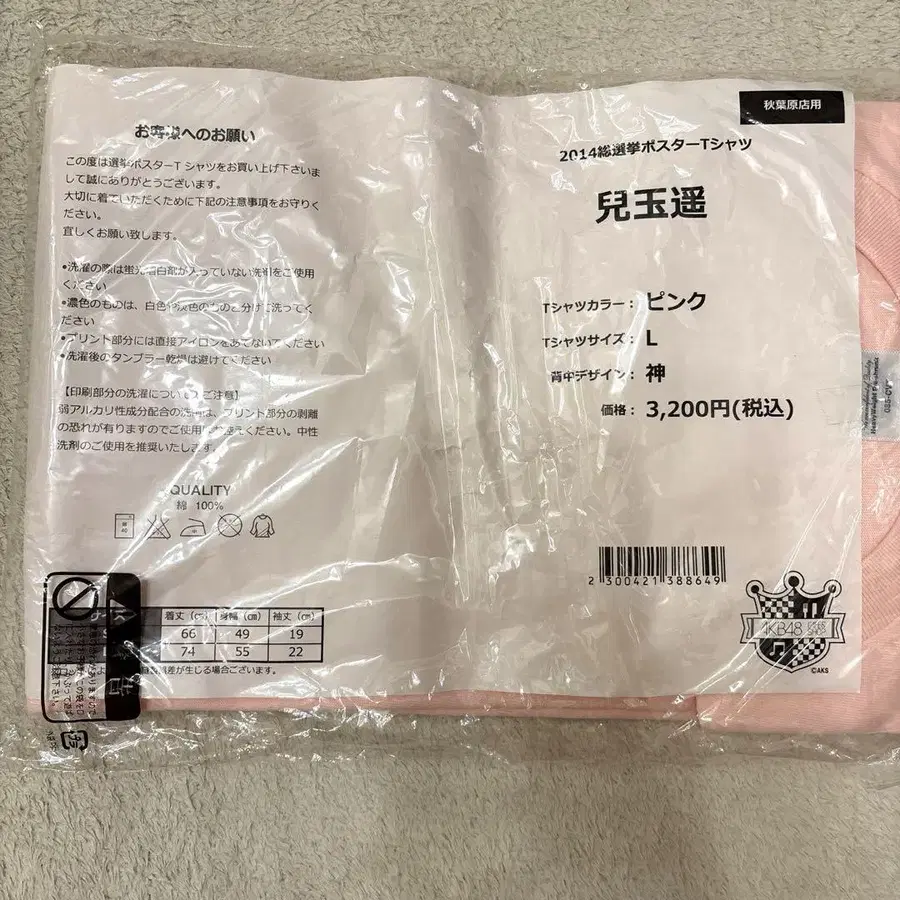 お客様へのお願い
この度は選挙ポスターTシャツをお買い上げ下さいま
して誠にありがとうございます。
大切に着ていただくために下記の注意事項をお守りく
ださい。
宜しくお願い致します。
•洗濯の際は蛍光増白剤が入っていない洗剤をご使用
ください
•濃色のものは、白色や淡色のものと分けて洗ってく
ださい
•プリント部分には直接アイロンをあてないでください
•洗濯後のタンブラー乾燥は避けてください
【印刷部分の洗濯についてのご注意】
弱アルカリ性成分配合の洗剤は、プリント部分の剥離
の恐れが有りますのでご使用はお控えください。中性
洗剤のご使用を推奨いたします。
QUALITY
綿 100%
着丈(㎝) 身幅(㎝) 袖丈(㎝)
66 49 19
74 55 22
誤差が生じる場合ございます。
秋葉原店用
2014総選挙ポスターTシャツ
兒玉遥
Tシャツカラー: ピンク
Tシャツサイズ: L
背中デザイン: 神
価格: 3,200円(税込)
2 300421 388649
AKB48
©AKS